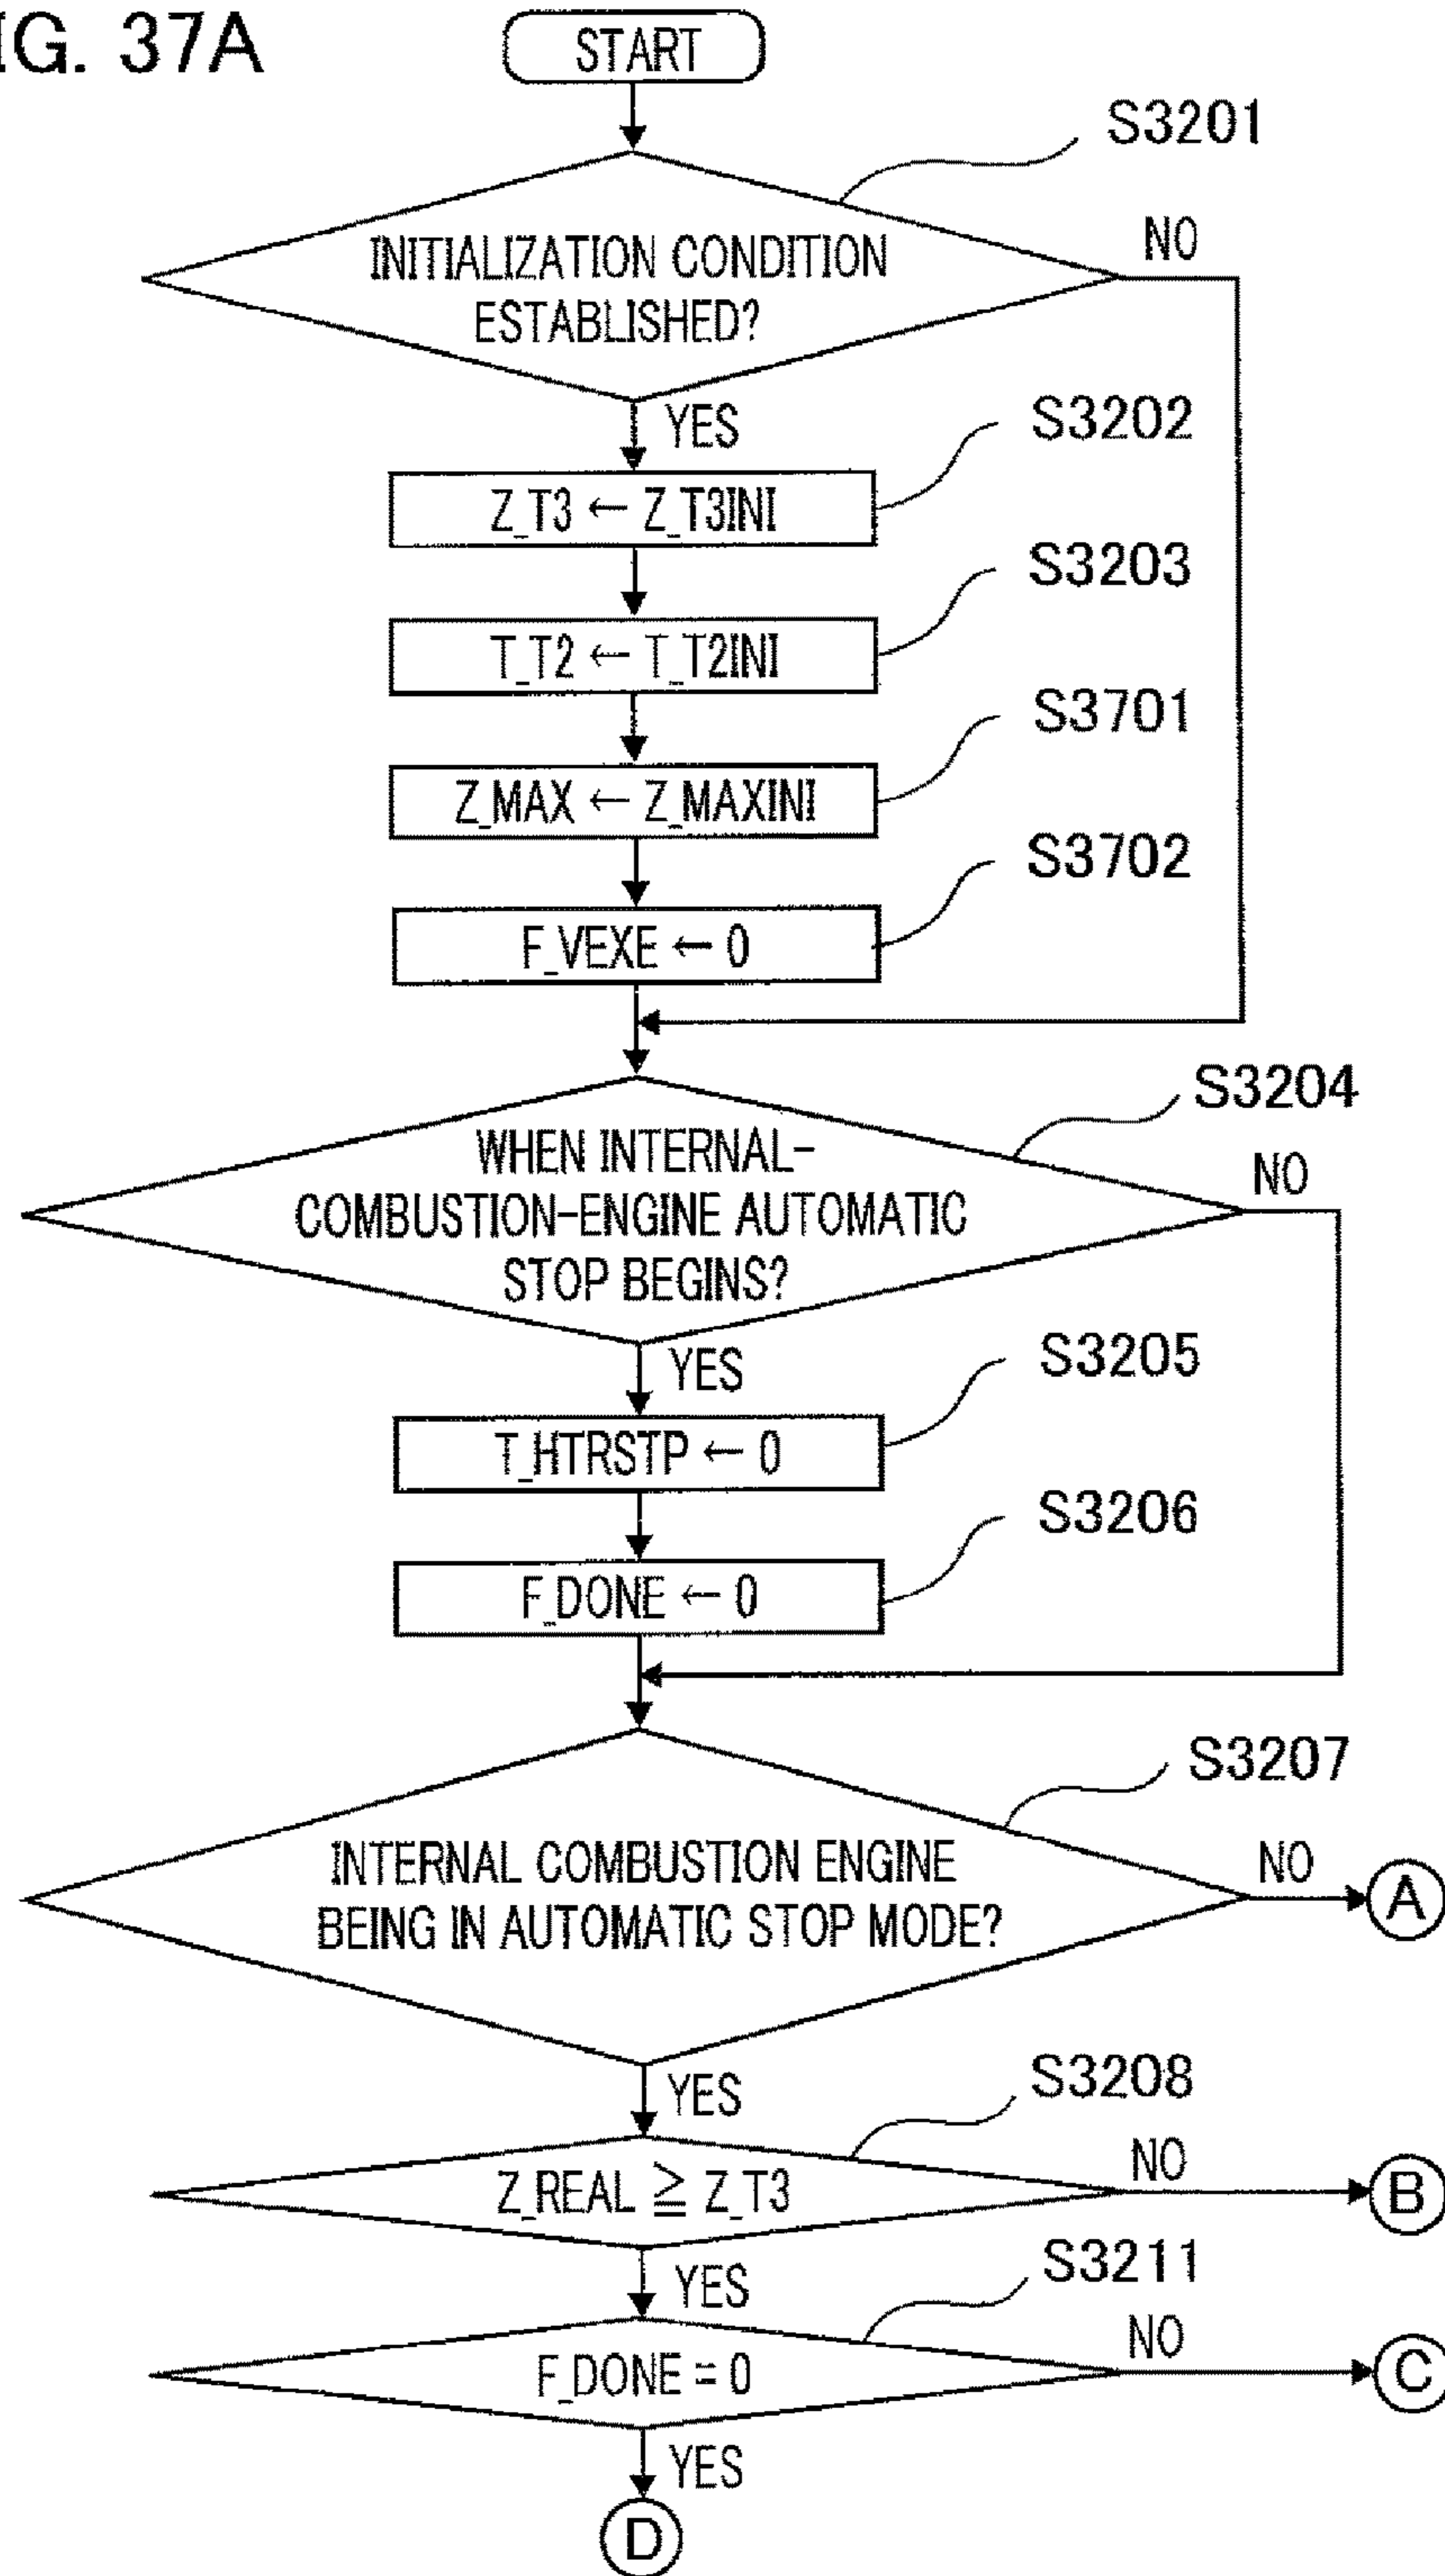 IG. 37A
START
S3201
INITIALIZATION CONDITION
ESTABLISHED?
NO
YES
S3202
Z_T3 ← Z_T3INI
S3203
T_T2 ← T_T2INI
S3701
Z_MAX ← Z_MAXINI
S3702
F_VEXE ← 0
S3204
WHEN INTERNAL-
COMBUSTION-ENGINE AUTOMATIC
STOP BEGINS?
NO
YES
S3205
T_HTRSTP ← 0
S3206
F_DONE ← 0
S3207
INTERNAL COMBUSTION ENGINE
BEING IN AUTOMATIC STOP MODE?
NO
A
YES
S3208
Z_REAL ≧ Z_T3
NO
B
YES
S3211
F_DONE = 0
NO
C
YES
D